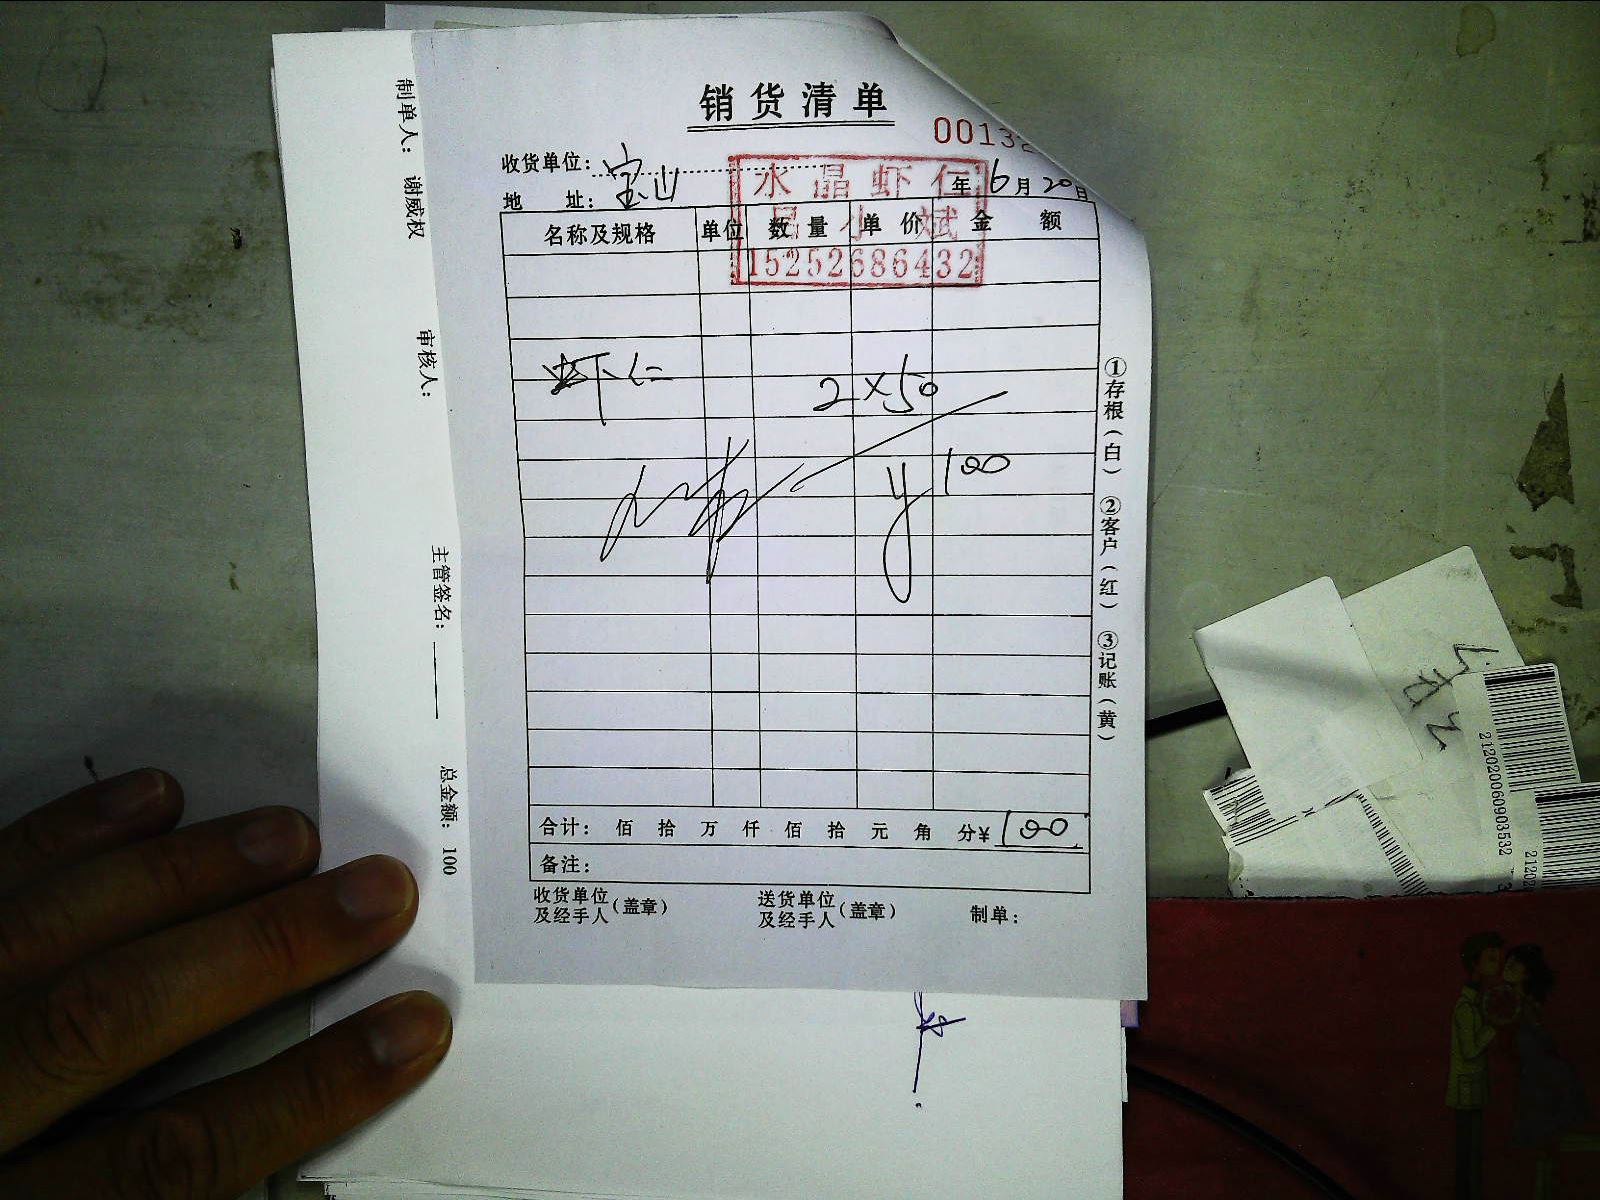 销货清单
00132
收货单位：宝山
地 址：
年 6月 20日
水晶虾仁
小斌
15252686432
名称及规格 单位 数量 单价 金额
虾仁 2×50
¥100
合计： 佰 拾 万 仟 佰 拾 元 角 分¥ 100
备注：
收货单位及经手人（盖章） 送货单位及经手人（盖章） 制单：
①存根（白） ②客户（红） ③记账（黄）
制单人： 谢威权 审核人： 主管签名： 总金额： 100
212020060903532